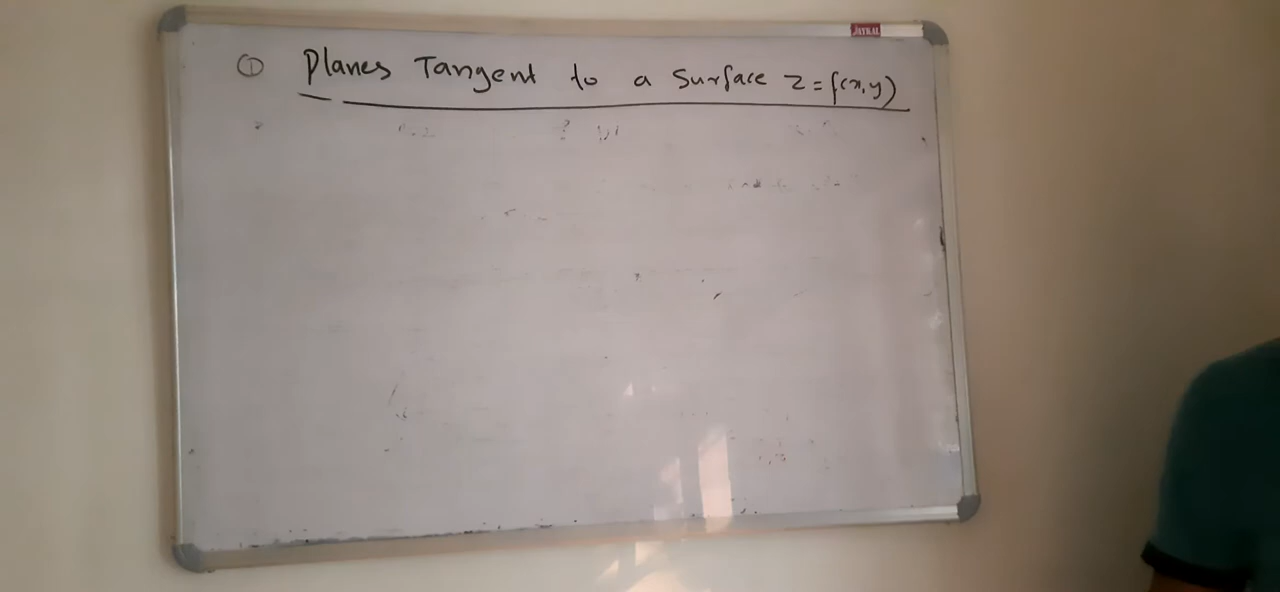 ① Planes Tangent to a Surface z=f(x,y)